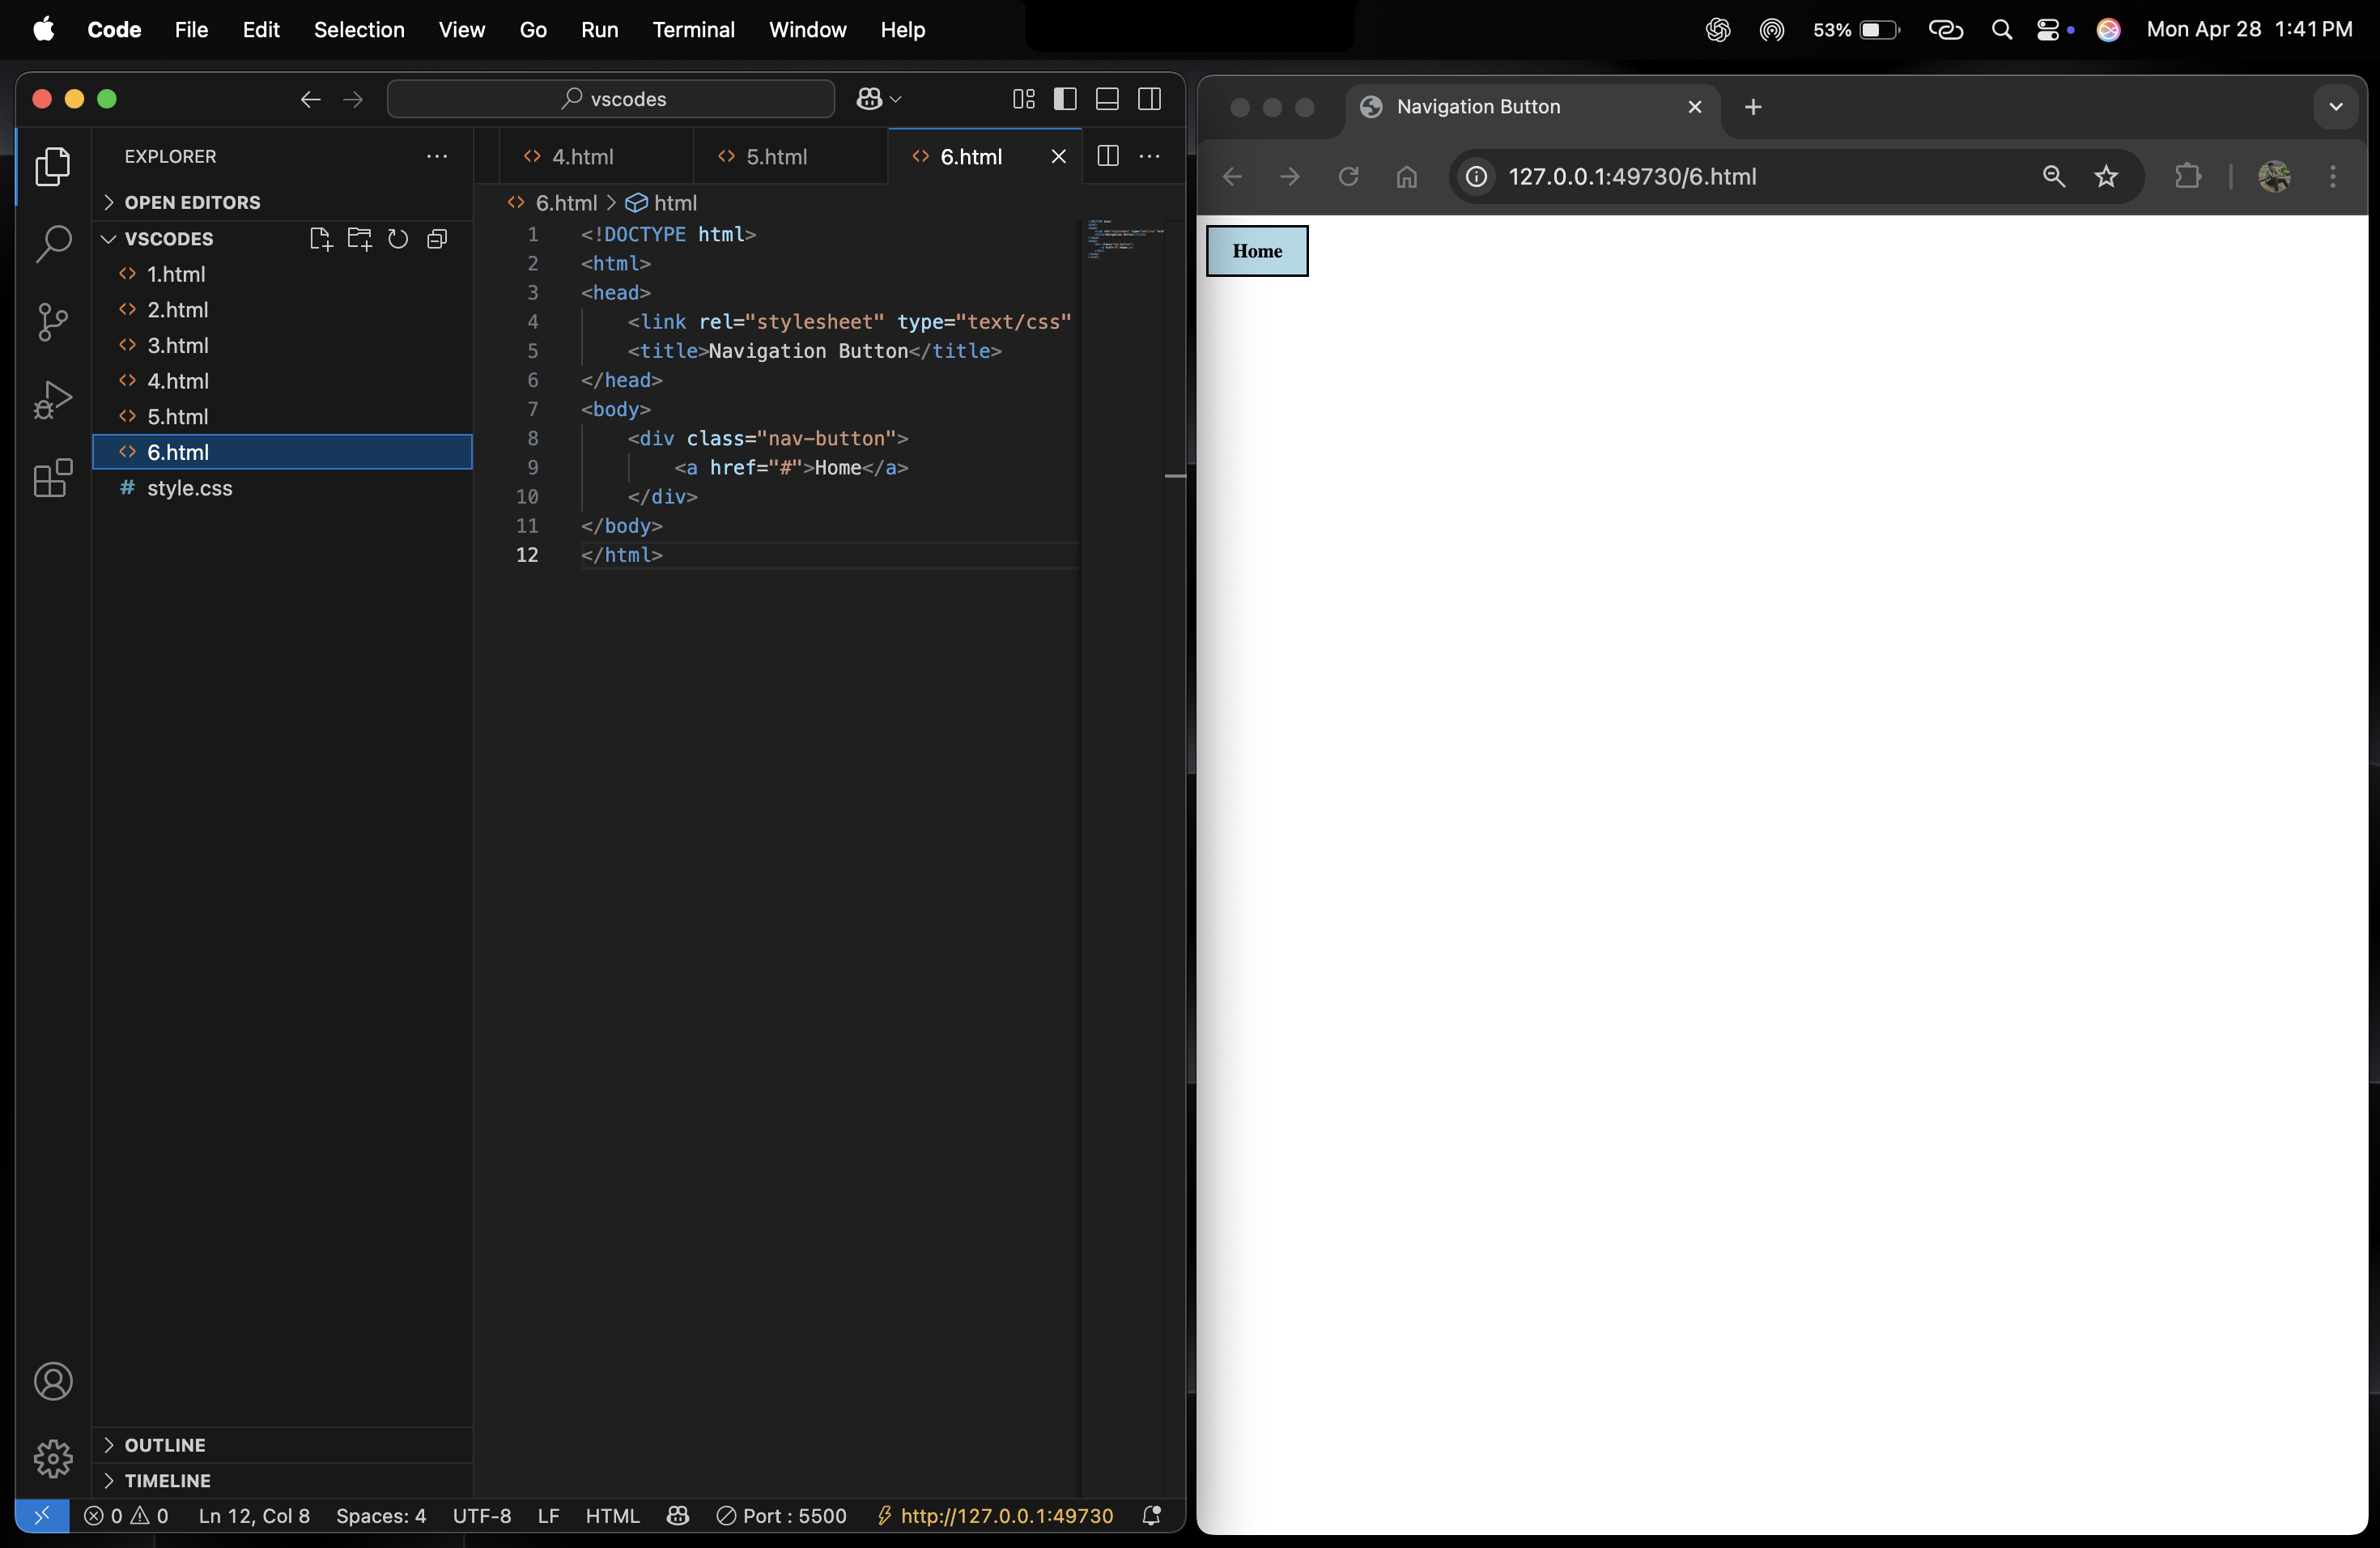 Code File Edit Selection View Go Run Terminal Window Help
53% Mon Apr 28 1:41 PM
vscodes
EXPLORER
OPEN EDITORS
VSCODES
1.html
2.html
3.html
4.html
5.html
6.html
# style.css
OUTLINE
TIMELINE
4.html 5.html 6.html
6.html > html
1 <!DOCTYPE html>
2 <html>
3 <head>
4 <link rel="stylesheet" type="text/css"
5 <title>Navigation Button</title>
6 </head>
7 <body>
8 <div class="nav-button">
9 <a href="#">Home</a>
10 </div>
11 </body>
12 </html>
0 0 Ln 12, Col 8 Spaces: 4 UTF-8 LF HTML Port : 5500 http://127.0.0.1:49730
Navigation Button
127.0.0.1:49730/6.html
Home